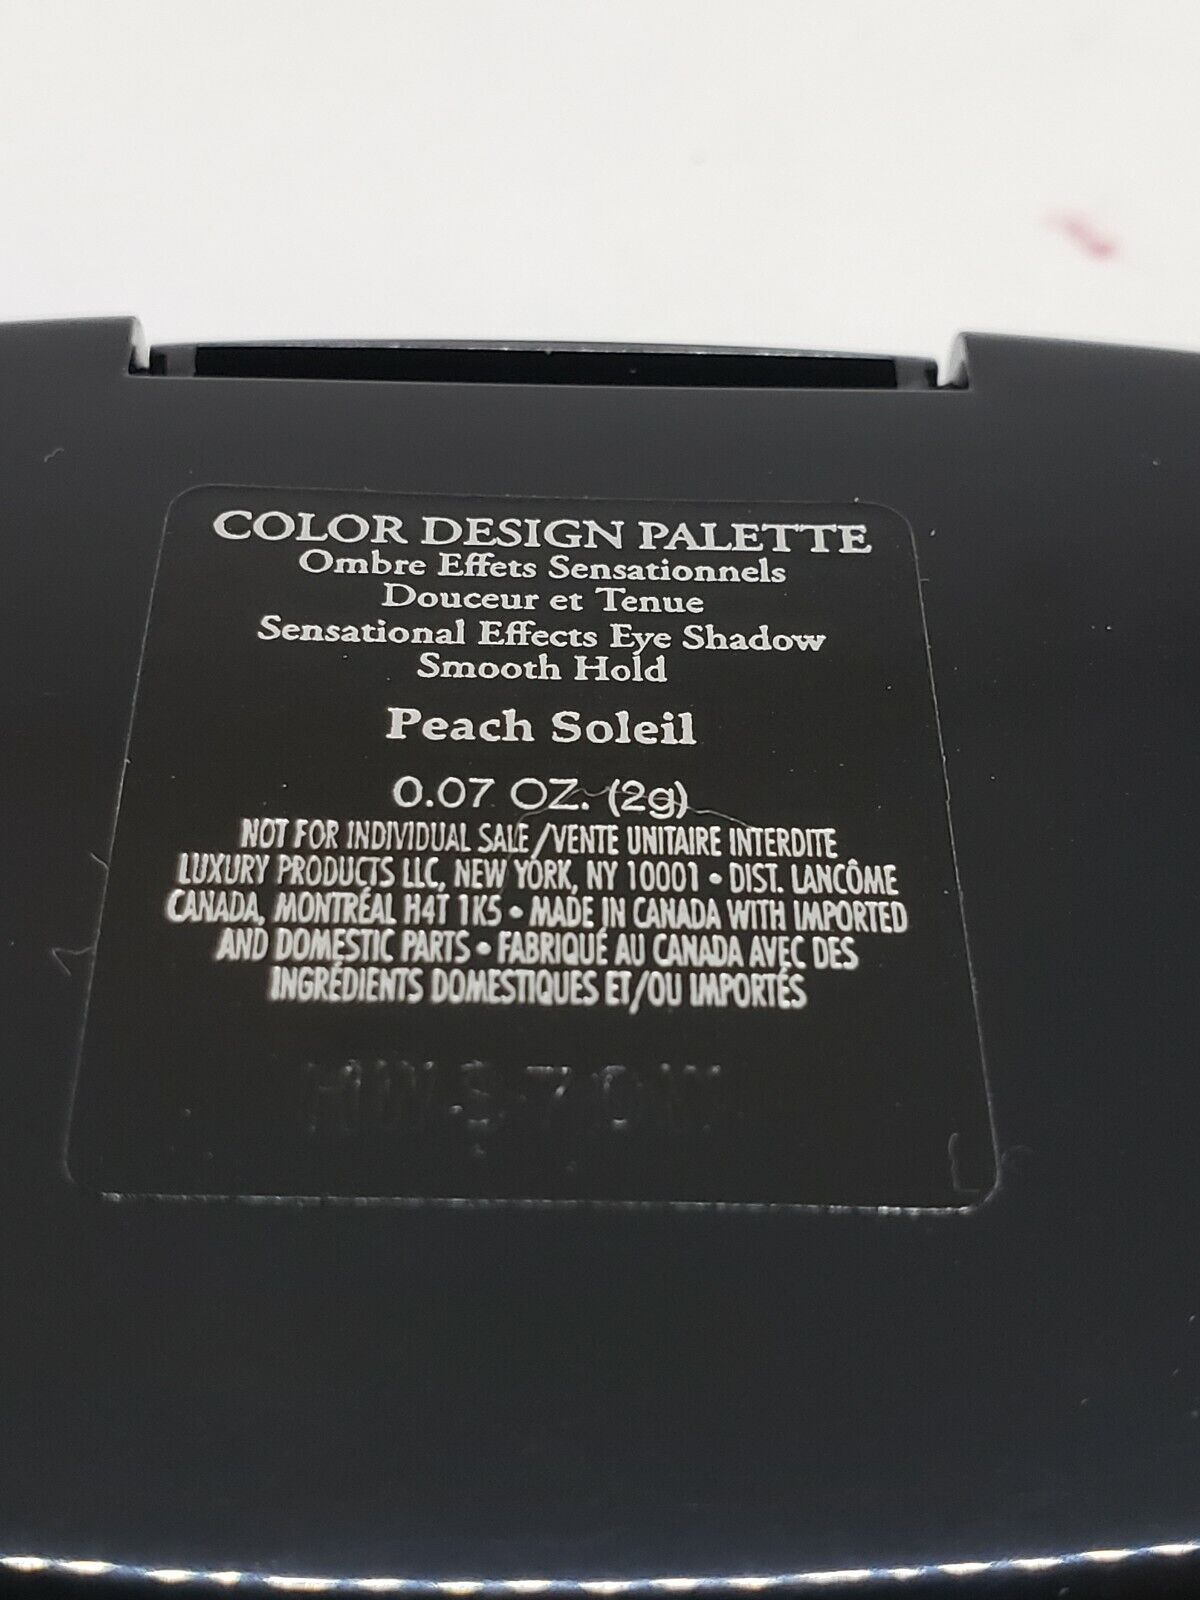 COLOR DESIGN PALETTE
Ombre Effets Sensationnels
Douceur et Tenue
Sensational Effects Eye Shadow
Smooth Hold
Peach Soleil
0.07 OZ. (2g)
NOT FOR INDIVIDUAL SALE/VENTE UNITAIRE INTERDITE
LUXURY PRODUCTS LLC, NEW YORK, NY 10001 • DIST. LANCÔME
CANADA, MONTRÉAL H4T 1K5 • MADE IN CANADA WITH IMPORTED
AND DOMESTIC PARTS • FABRIQUÉ AU CANADA AVEC DES
INGRÉDIENTS DOMESTIQUES ET/OU IMPORTÉS